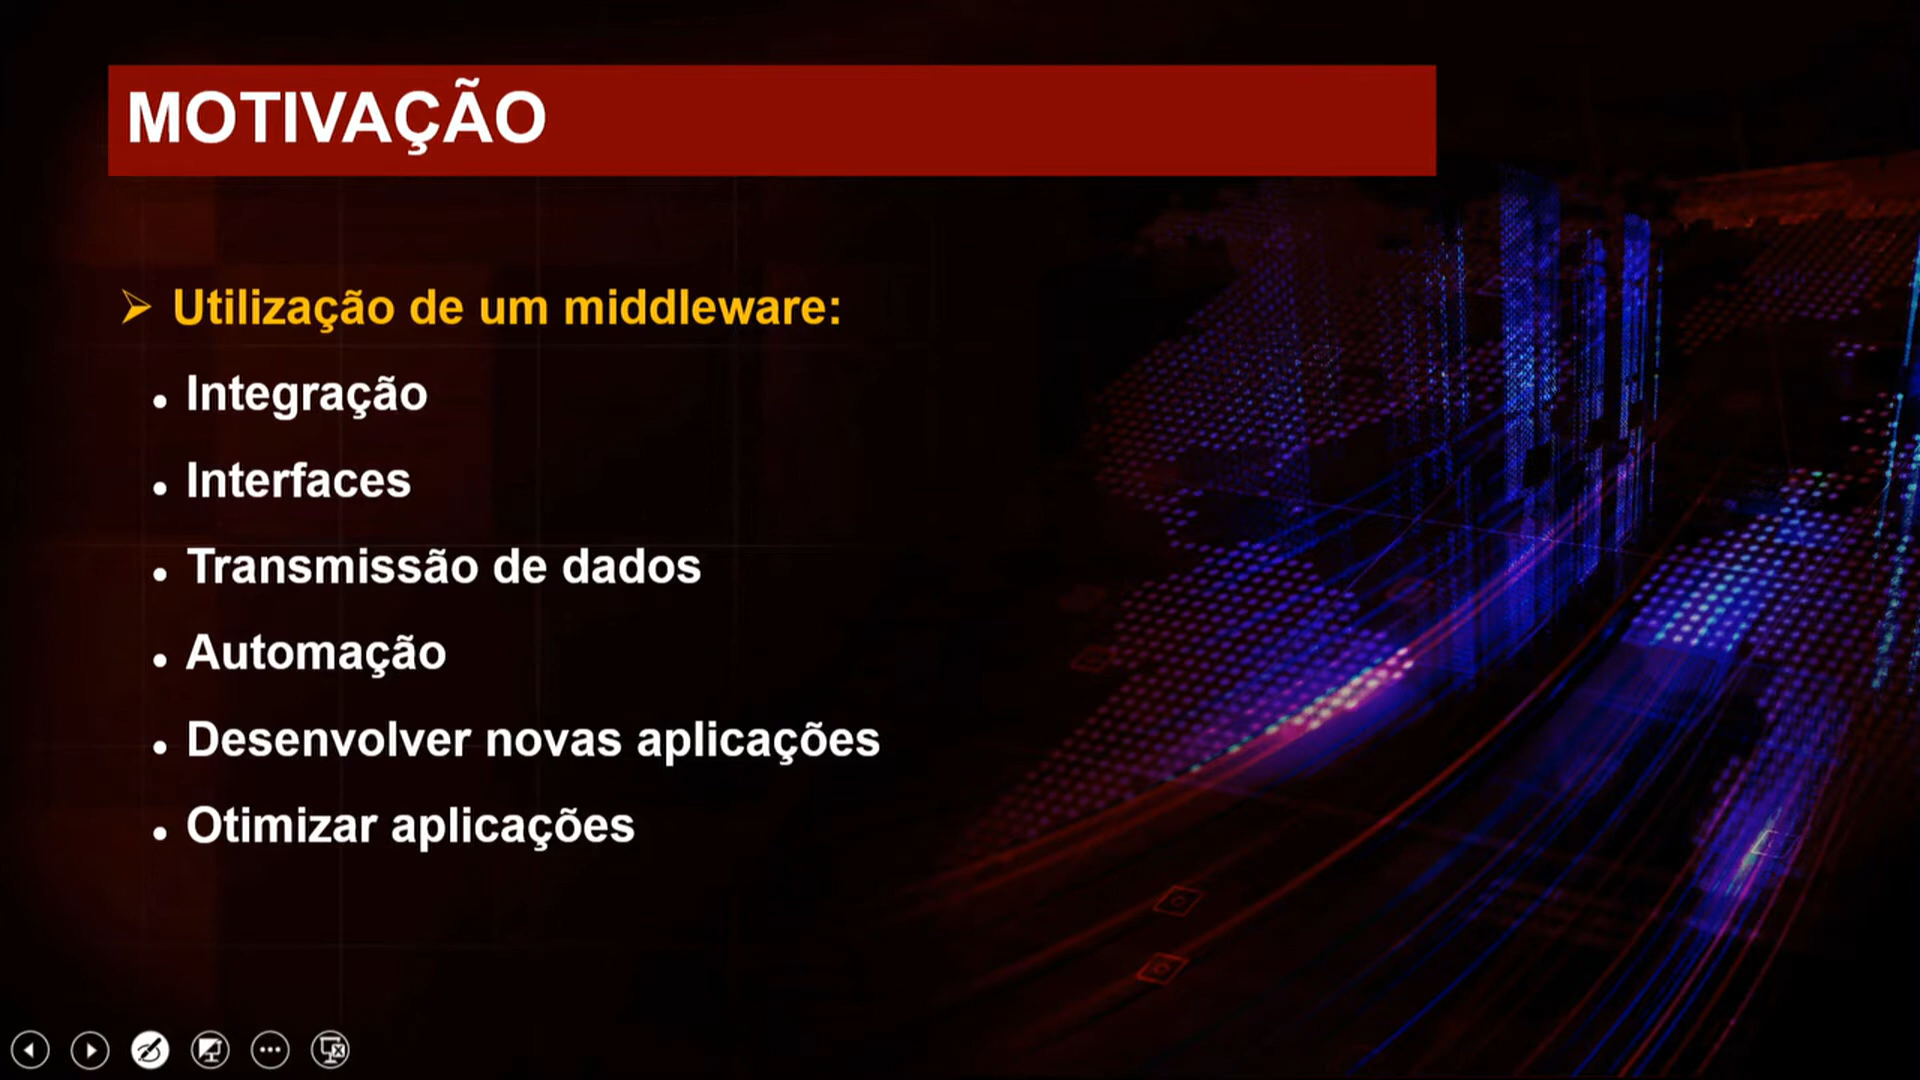 MOTIVAÇÃO
➢ Utilização de um middleware:
• Integração
• Interfaces
• Transmissão de dados
• Automação
• Desenvolver novas aplicações
• Otimizar aplicações